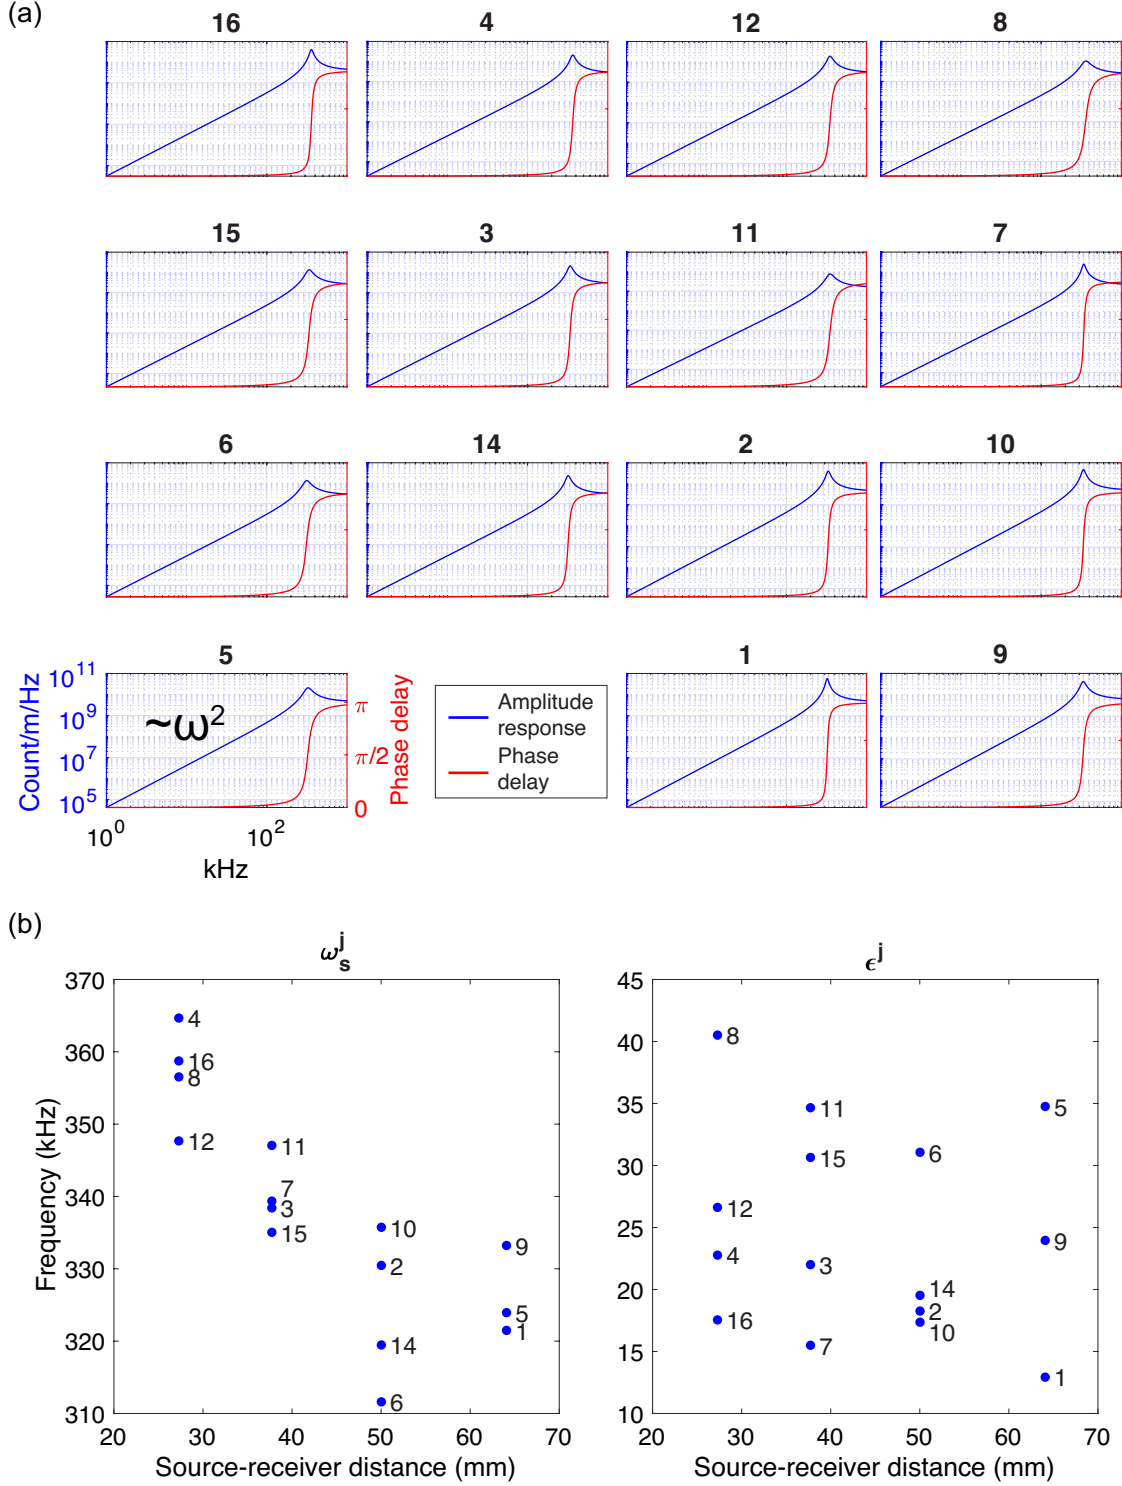 (a)
16 4 12 8
15 3 11 7
6 14 2 10
5 1 9
10^11
10^9
10^7
10^5
Count/m/Hz
~ω^2
π
π/2
0
Phase delay
10^0 10^2
kHz
Amplitude
response
Phase
delay
(b)
ω_s^j
370
360
350
340
330
320
310
Frequency (kHz)
4
16
8
12
11
7
3
15
10
2
14
6
9
5
1
20 30 40 50 60 70
Source-receiver distance (mm)
ϵ^j
45
40
35
30
25
20
15
10
8
12
4
16
11
15
3
7
6
14
2
10
5
9
1
20 30 40 50 60 70
Source-receiver distance (mm)